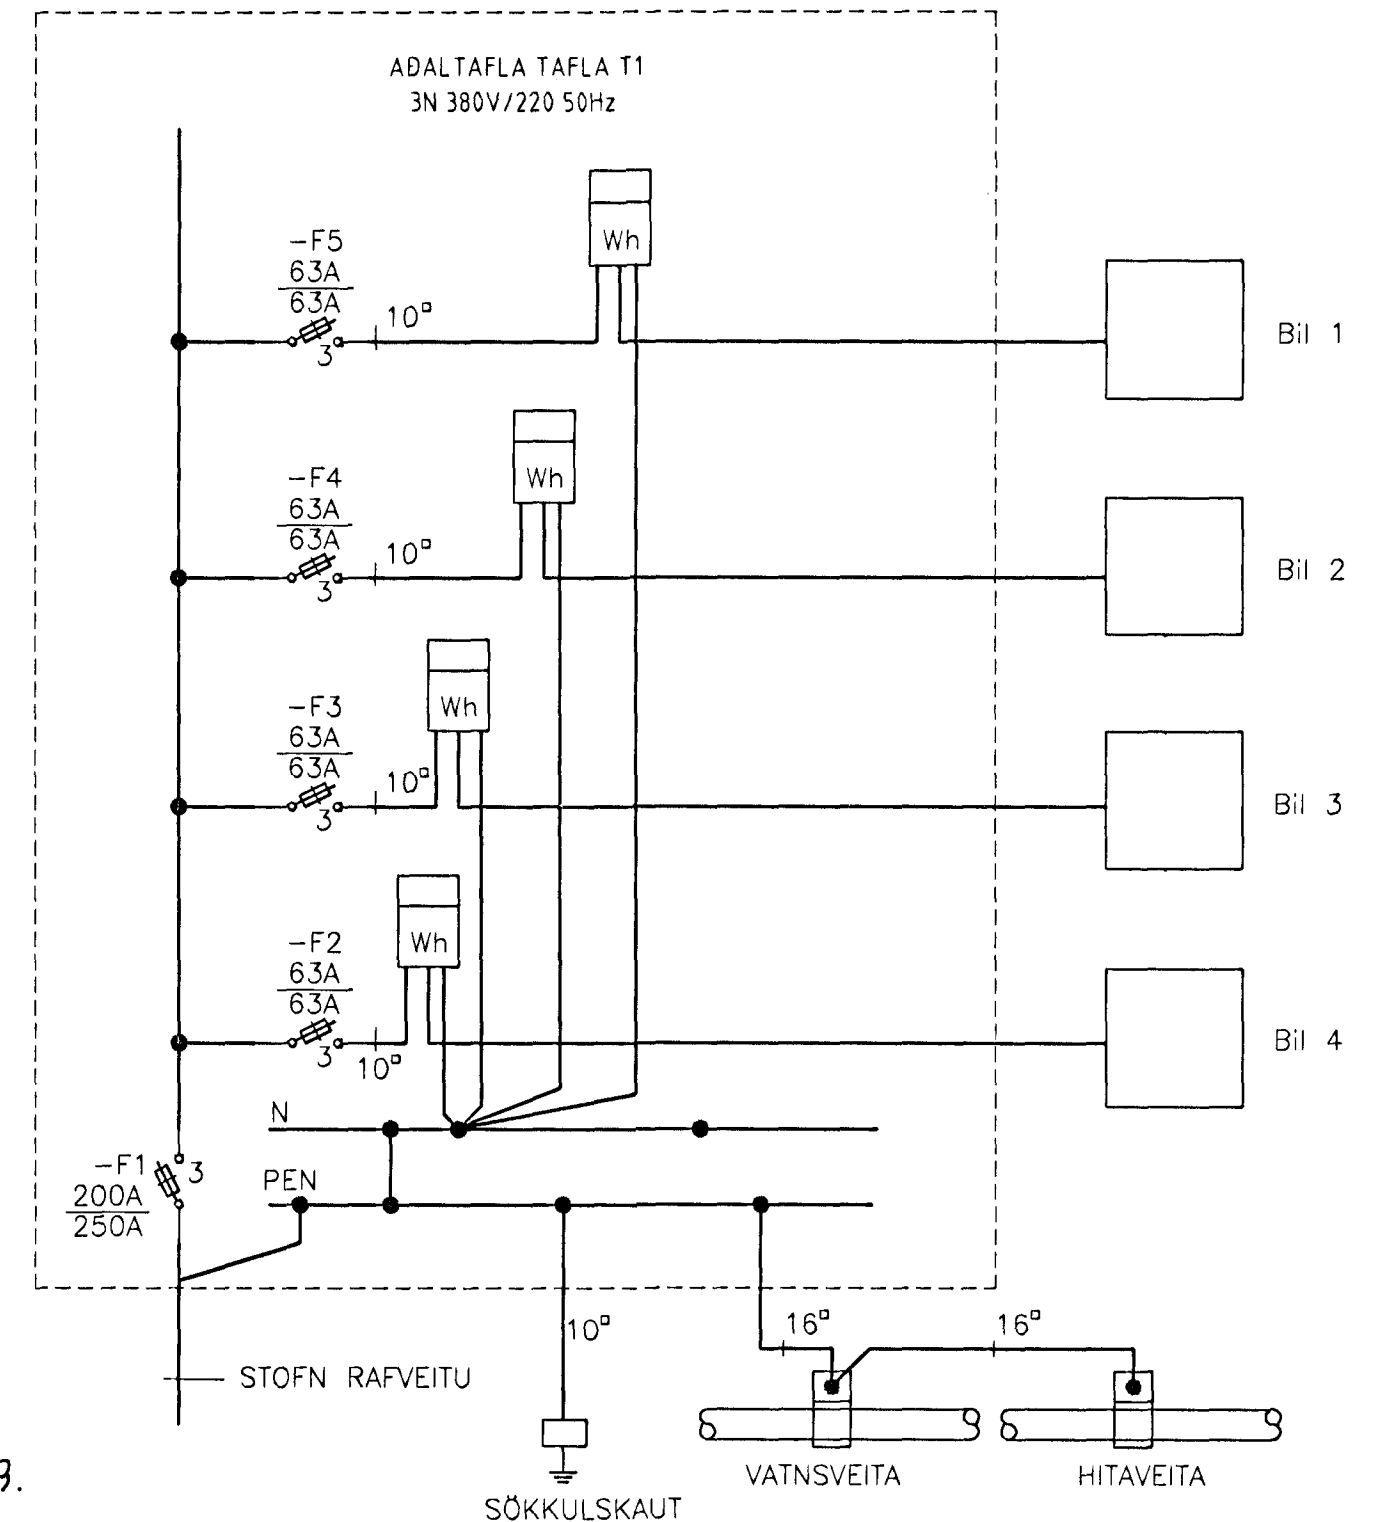 AÐALTAFLA TAFLA T1
3N 380V/220 50Hz
Wh
-F5
63A
63A
3
10□
Bil 1
Wh
-F4
63A
63A
3
10□
Bil 2
Wh
-F3
63A
63A
3
10□
Bil 3
Wh
-F2
63A
63A
3
10□
Bil 4
N
-F1
3
200A
250A
PEN
10□
16□
16□
STOFN RAFVEITU
VATNSVEITA
HITAVEITA
SÖKKULSKAUT